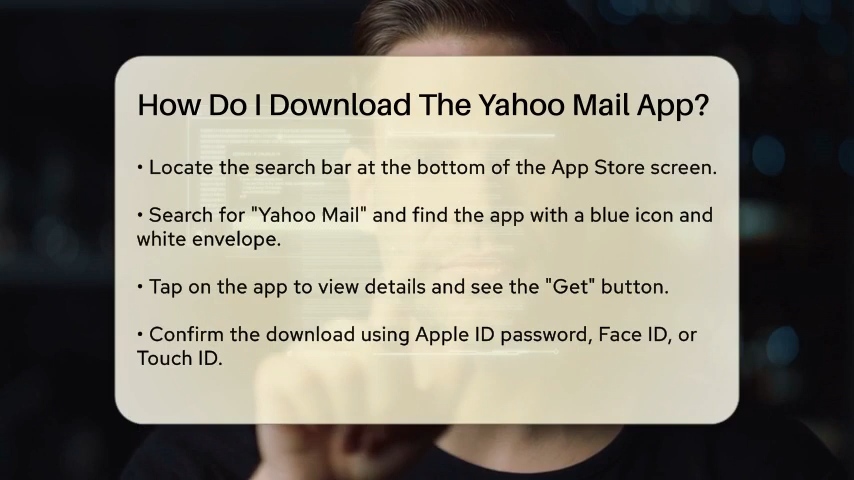 How Do I Download The Yahoo Mail App?
• Locate the search bar at the bottom of the App Store screen.
• Search for "Yahoo Mail" and find the app with a blue icon and
white envelope.
• Tap on the app to view details and see the "Get" button.
• Confirm the download using Apple ID password, Face ID, or
Touch ID.